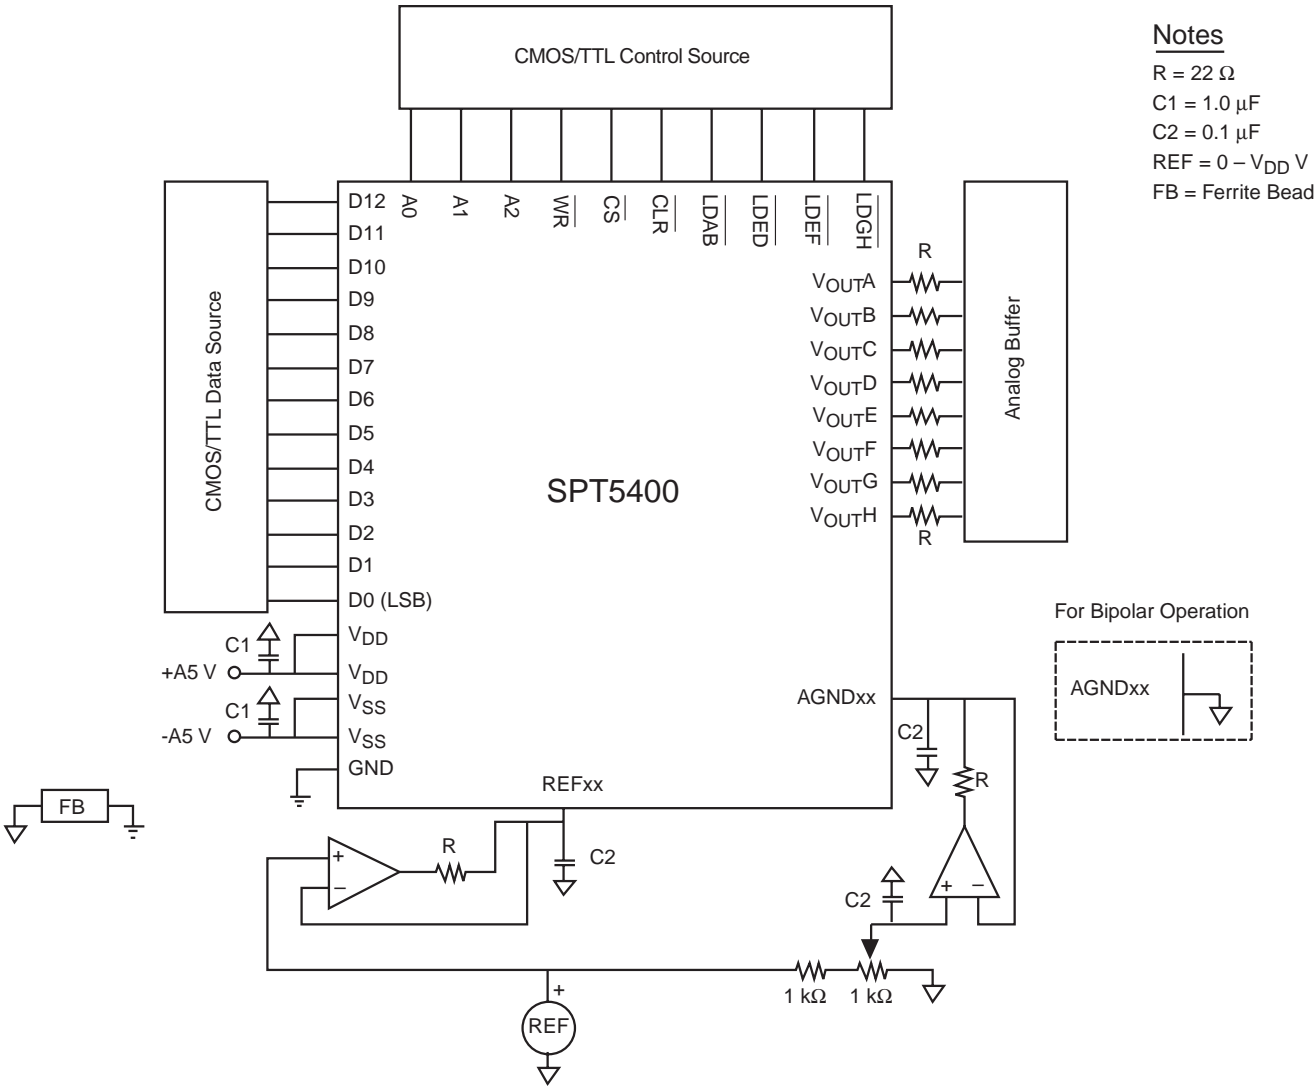 CMOS/TTL Control Source
Notes
R = 22 Ω
C1 = 1.0 μF
C2 = 0.1 μF
REF = 0 – VDD V
FB = Ferrite Bead
A0
A1
A2
WR
CS
CLR
LDAB
LDED
LDEF
LDGH
CMOS/TTL Data Source
D12
D11
D10
D9
D8
D7
D6
D5
D4
D3
D2
D1
D0 (LSB)
VDD
VDD
VSS
VSS
GND
C1
+A5 V
C1
-A5 V
SPT5400
VOUTA
VOUTB
VOUTC
VOUTD
VOUTE
VOUTF
VOUTG
VOUTH
R
R
Analog Buffer
For Bipolar Operation
AGNDxx
AGNDxx
C2
R
REFxx
FB
+
–
R
C2
C2
+ –
1 kΩ
1 kΩ
+
REF